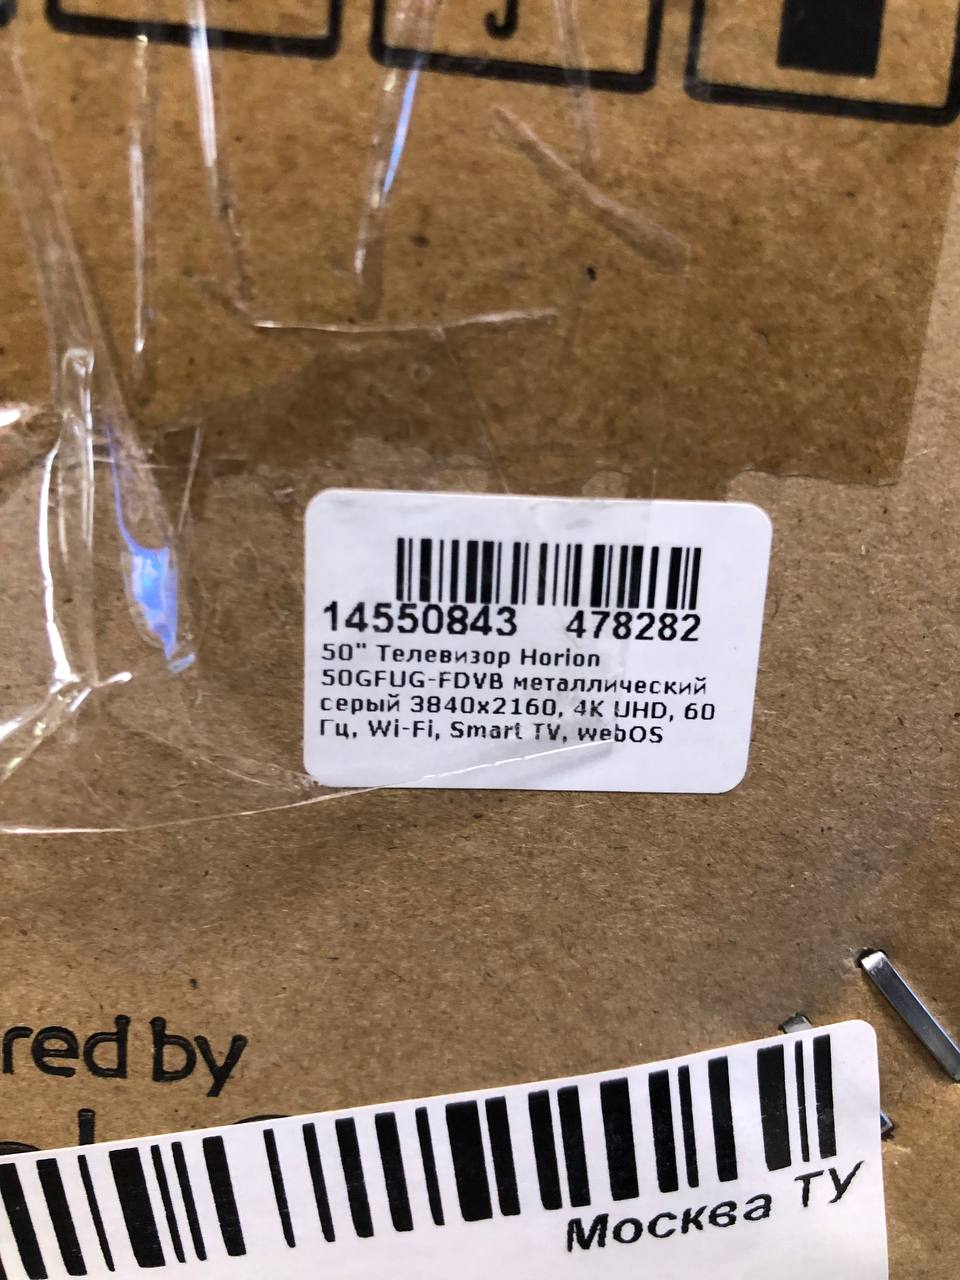 14550843 478282
50" Телевизор Horion
50GFUG-FDVB металлический
серый 3840x2160, 4K UHD, 60
Гц, Wi-Fi, Smart TV, webOS
red by
Москва ТУ